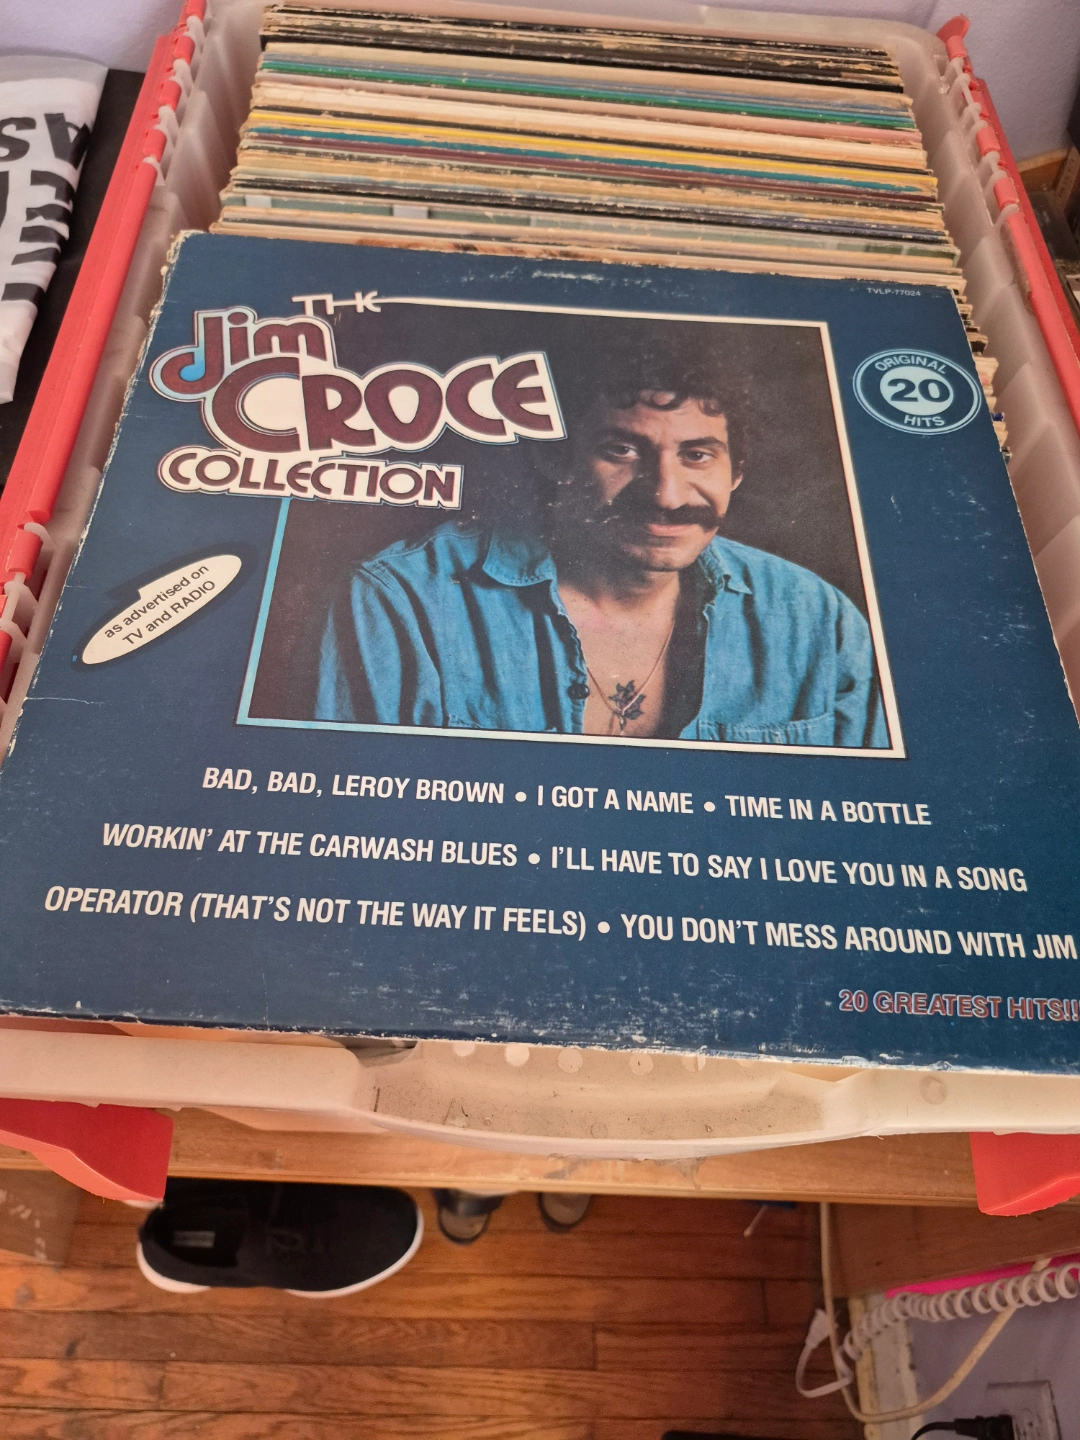 TVLP-77024
THE
Jim
CROCE
COLLECTION
ORIGINAL
20
HITS
as advertised on
TV and RADIO
BAD, BAD, LEROY BROWN • I GOT A NAME • TIME IN A BOTTLE
WORKIN' AT THE CARWASH BLUES • I'LL HAVE TO SAY I LOVE YOU IN A SONG
OPERATOR (THAT'S NOT THE WAY IT FEELS) • YOU DON'T MESS AROUND WITH JIM
20 GREATEST HITS!!!